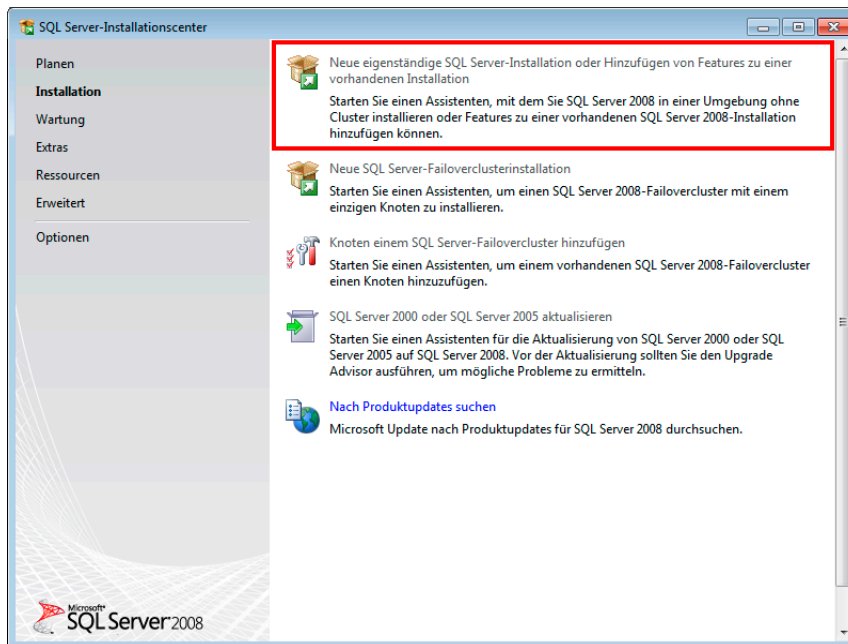 SQL Server-Installationscenter
Planen
Installation
Wartung
Extras
Ressourcen
Erweitert
Optionen
Neue eigenständige SQL Server-Installation oder Hinzufügen von Features zu einer
vorhandenen Installation
Starten Sie einen Assistenten, mit dem Sie SQL Server 2008 in einer Umgebung ohne
Cluster installieren oder Features zu einer vorhandenen SQL Server 2008-Installation
hinzufügen können.
Neue SQL Server-Failoverclusterinstallation
Starten Sie einen Assistenten, um einen SQL Server 2008-Failovercluster mit einem
einzigen Knoten zu installieren.
Knoten einem SQL Server-Failovercluster hinzufügen
Starten Sie einen Assistenten, um einem vorhandenen SQL Server 2008-Failovercluster
einen Knoten hinzuzufügen.
SQL Server 2000 oder SQL Server 2005 aktualisieren
Starten Sie einen Assistenten für die Aktualisierung von SQL Server 2000 oder SQL
Server 2005 auf SQL Server 2008. Vor der Aktualisierung sollten Sie den Upgrade
Advisor ausführen, um mögliche Probleme zu ermitteln.
Nach Produktupdates suchen
Microsoft Update nach Produktupdates für SQL Server 2008 durchsuchen.
Microsoft
SQL Server 2008